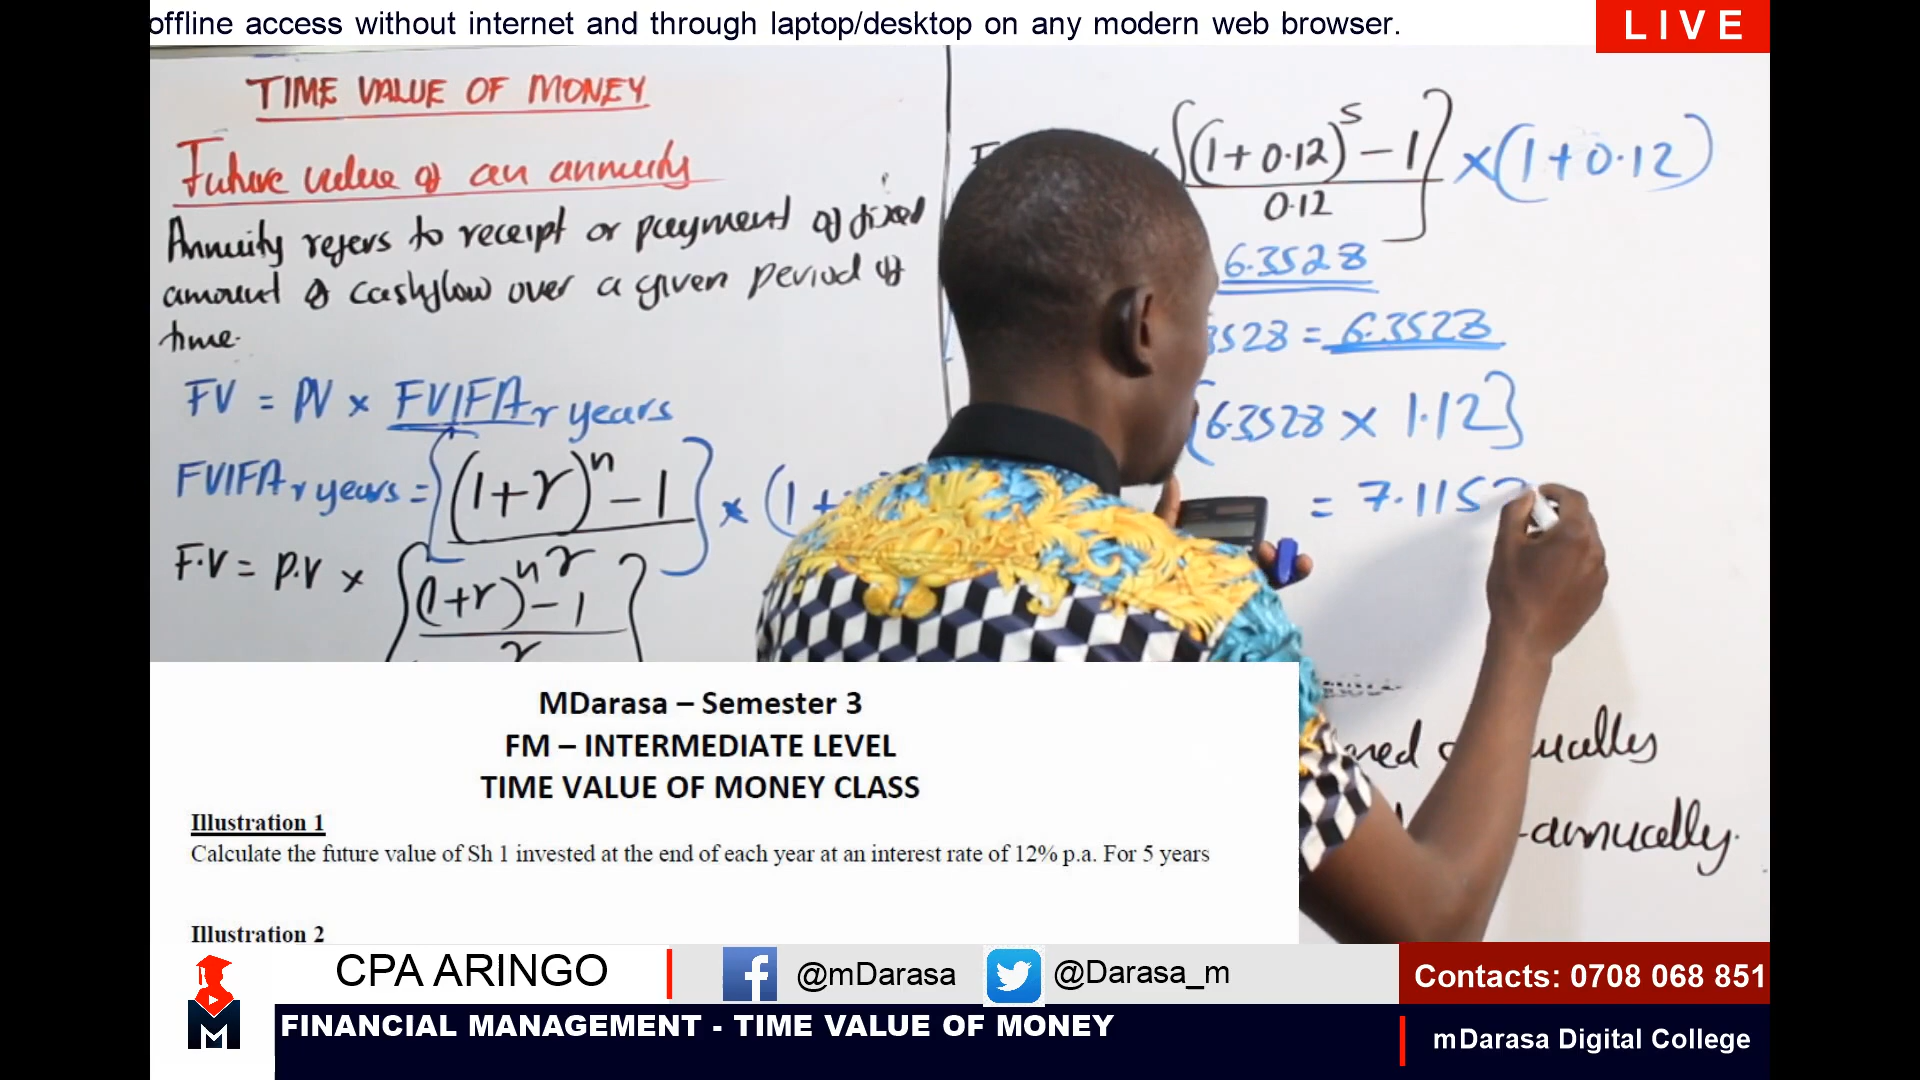 offline access without internet and through laptop/desktop on any modern web browser.
LIVE
TIME VALUE OF MONEY
Future value of an annuity
Annuity refers to receipt or payment of fixed
amount of cashflow over a given period of
time.
FV = PV × FVIFA r years
FVIFA r years = [((1+r)^n − 1) / r] × (1 +
F.V = P.V × [((1+r)^n − 1) / r
[((1+0.12)^5 − 1) / 0.12] × (1+0.12)
6.3528
3528 = 6.3528
(6.3528 × 1.12}
= 7.115
annually.
MDarasa – Semester 3
FM – INTERMEDIATE LEVEL
TIME VALUE OF MONEY CLASS
Illustration 1
Calculate the future value of Sh 1 invested at the end of each year at an interest rate of 12% p.a. For 5 years
Illustration 2
M
CPA ARINGO
@mDarasa
@Darasa_m
Contacts: 0708 068 851
FINANCIAL MANAGEMENT - TIME VALUE OF MONEY
mDarasa Digital College